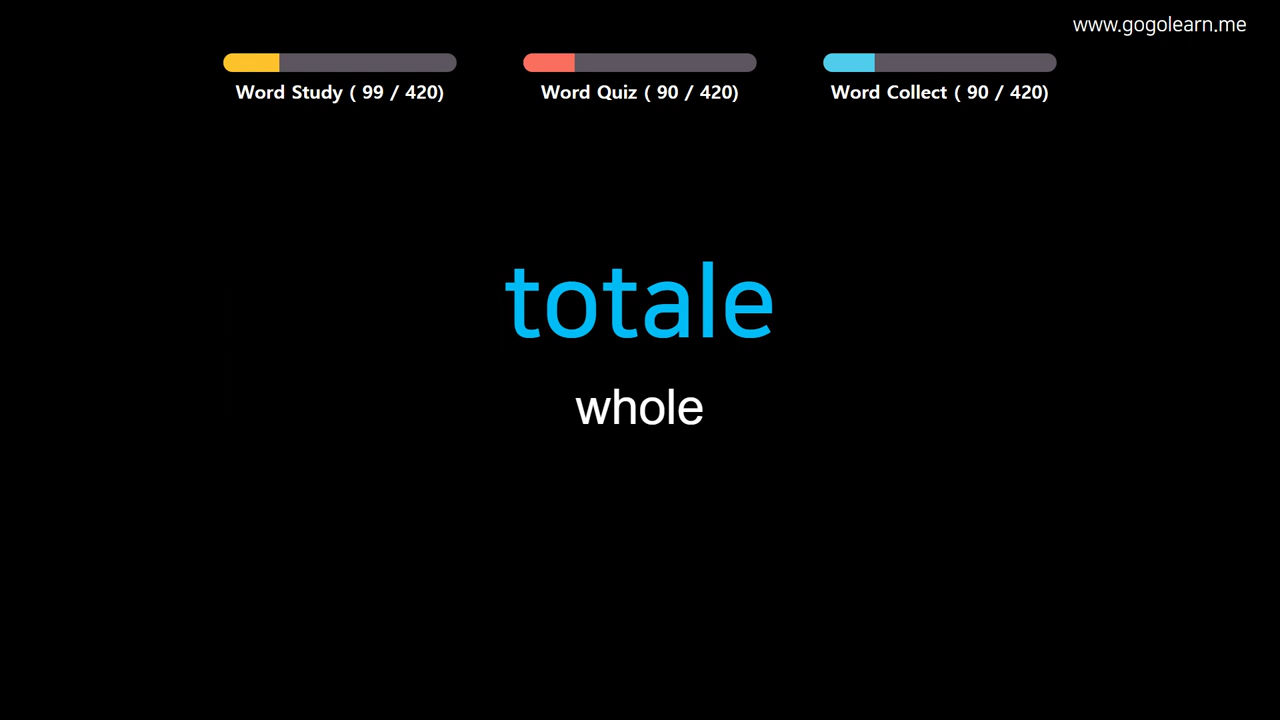 www.gogolearn.me
Word Study ( 99 / 420)
Word Quiz ( 90 / 420)
Word Collect ( 90 / 420)
totale
whole